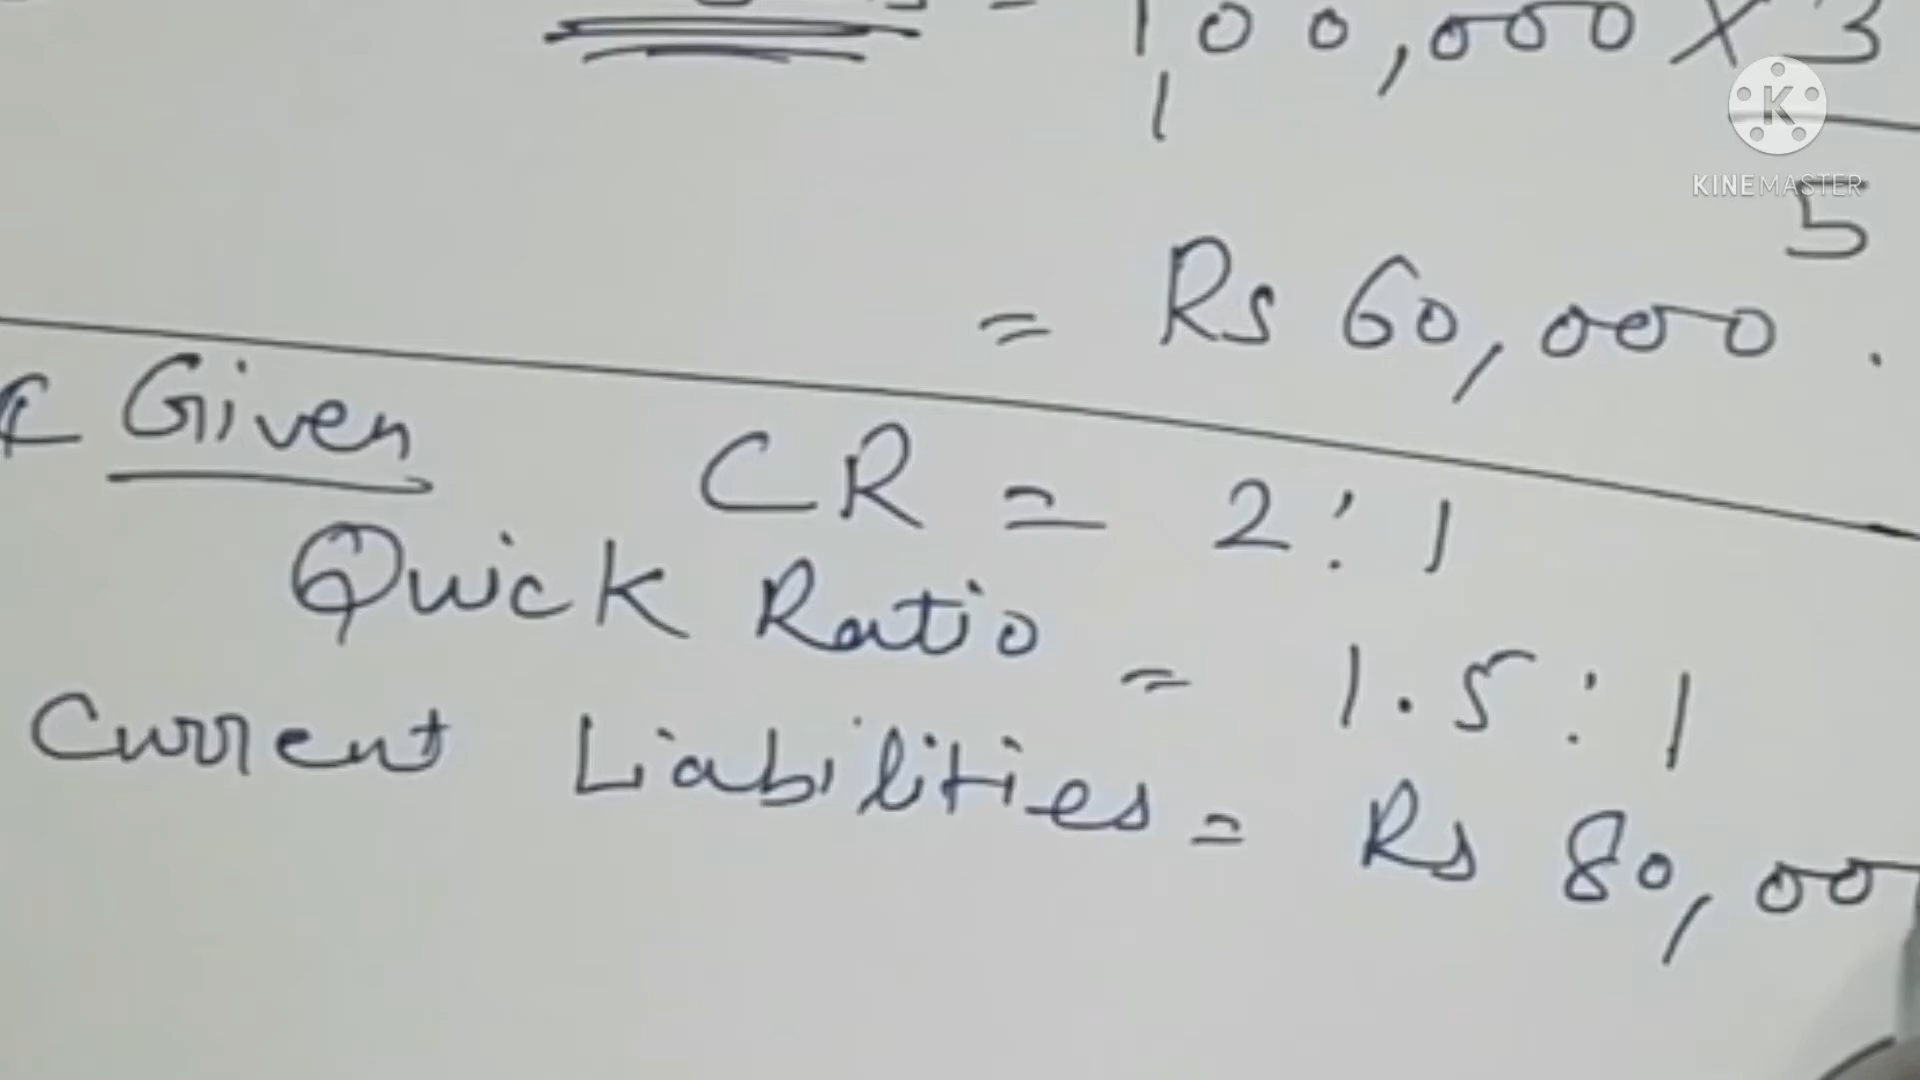 = 1,00,000 X 3
5
= Rs 60,000.
Given CR = 2:1
Quick Ratio = 1.5:1
Current Liabilities = Rs 80,00
KINEMASTER